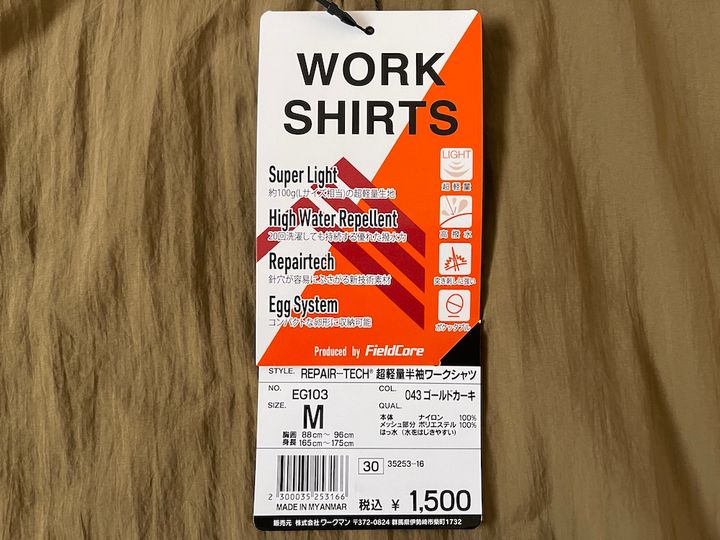 WORK
SHIRTS
Super Light
約100g(Lサイズ相当)の超軽量生地
High Water Repellent
20回洗濯しても持続する優れた撥水力
Repairtech
針穴が容易にふさがる新技術素材
Egg System
コンパクトな卵形に収納可能
LIGHT
超軽量
高撥水
突き刺しに強い
ポケッタブル
Produced by FieldCore
STYLE. REPAIR-TECH® 超軽量半袖ワークシャツ
NO. EG103
COL. 043 ゴールドカーキ
SIZE. M
QUAL.
本体 ナイロン 100%
メッシュ部分 ポリエステル 100%
はっ水（水をはじきやすい）
胸囲 88cm〜 96cm
身長 165cm〜175cm
30 35253-16
2 300035 253166
MADE IN MYANMAR
税込 ¥ 1,500
販売元 株式会社 ワークマン 〒372-0824 群馬県伊勢崎市柴町1732